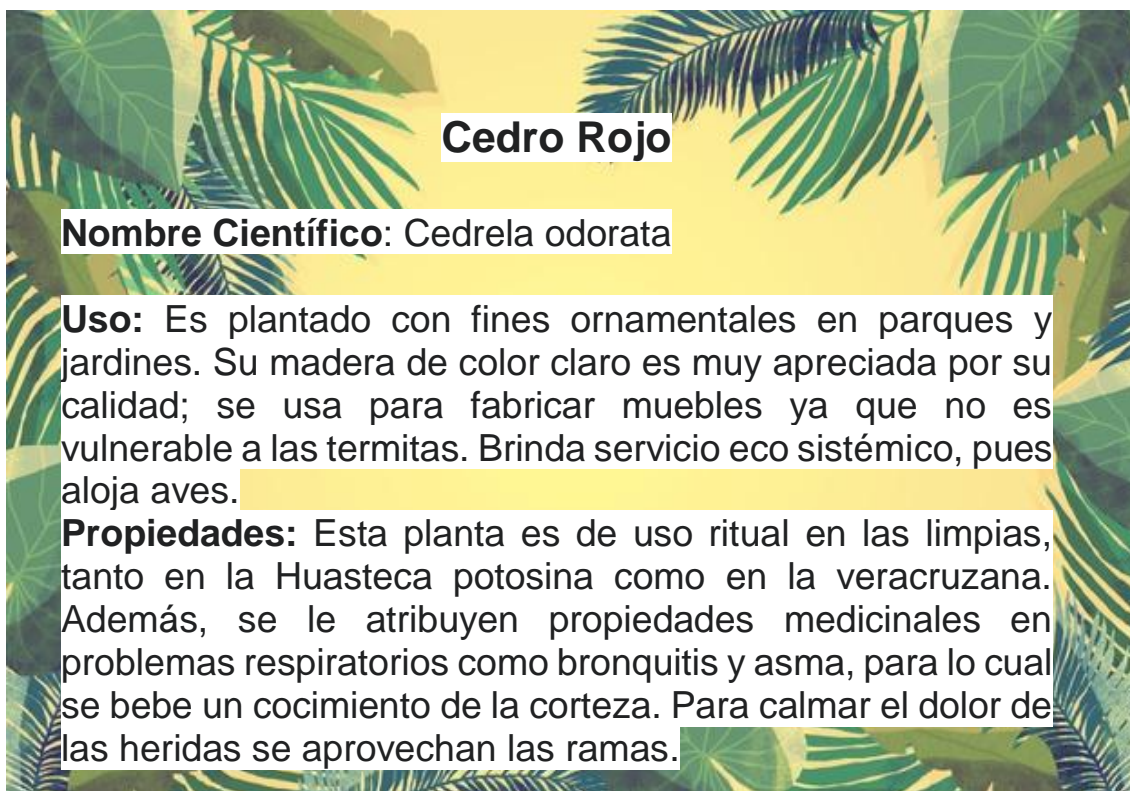 Cedro Rojo
Nombre Científico: Cedrela odorata
Uso: Es plantado con fines ornamentales en parques y
jardines. Su madera de color claro es muy apreciada por su
calidad; se usa para fabricar muebles ya que no es
vulnerable a las termitas. Brinda servicio eco sistémico, pues
aloja aves.
Propiedades: Esta planta es de uso ritual en las limpias,
tanto en la Huasteca potosina como en la veracruzana.
Además, se le atribuyen propiedades medicinales en
problemas respiratorios como bronquitis y asma, para lo cual
se bebe un cocimiento de la corteza. Para calmar el dolor de
las heridas se aprovechan las ramas.